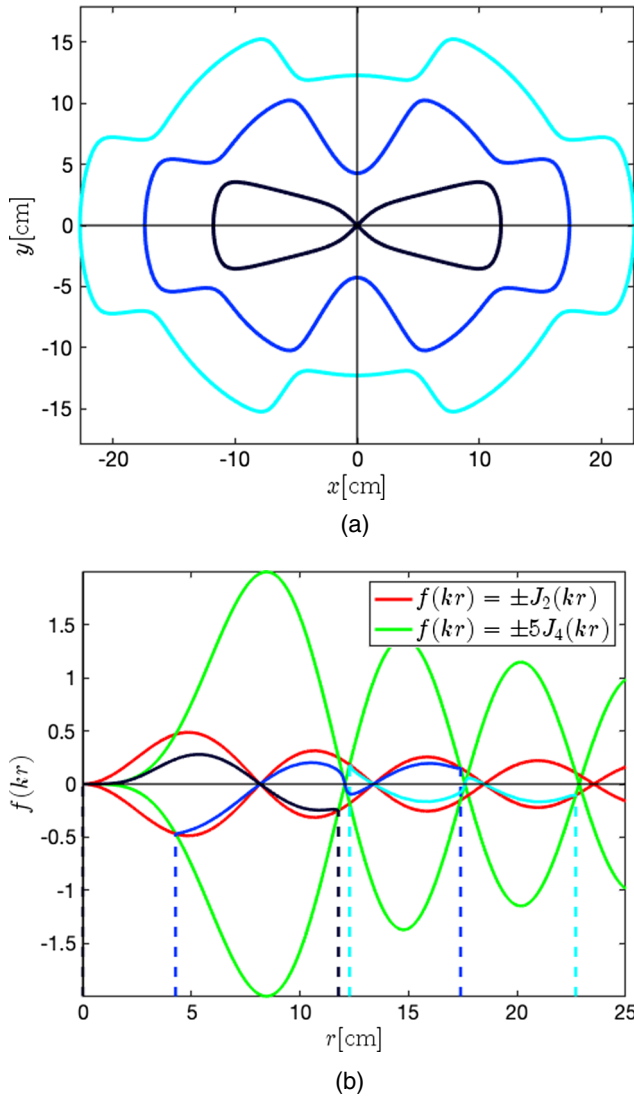 15
10
5
0
-5
-10
-15
y[cm]
-20 -10 0 10 20
x[cm]
(a)
f(kr) = ±J₂(kr)
f(kr) = ±5J₄(kr)
1.5
1
0.5
0
-0.5
-1
-1.5
f(kr)
0 5 10 15 20 25
r[cm]
(b)